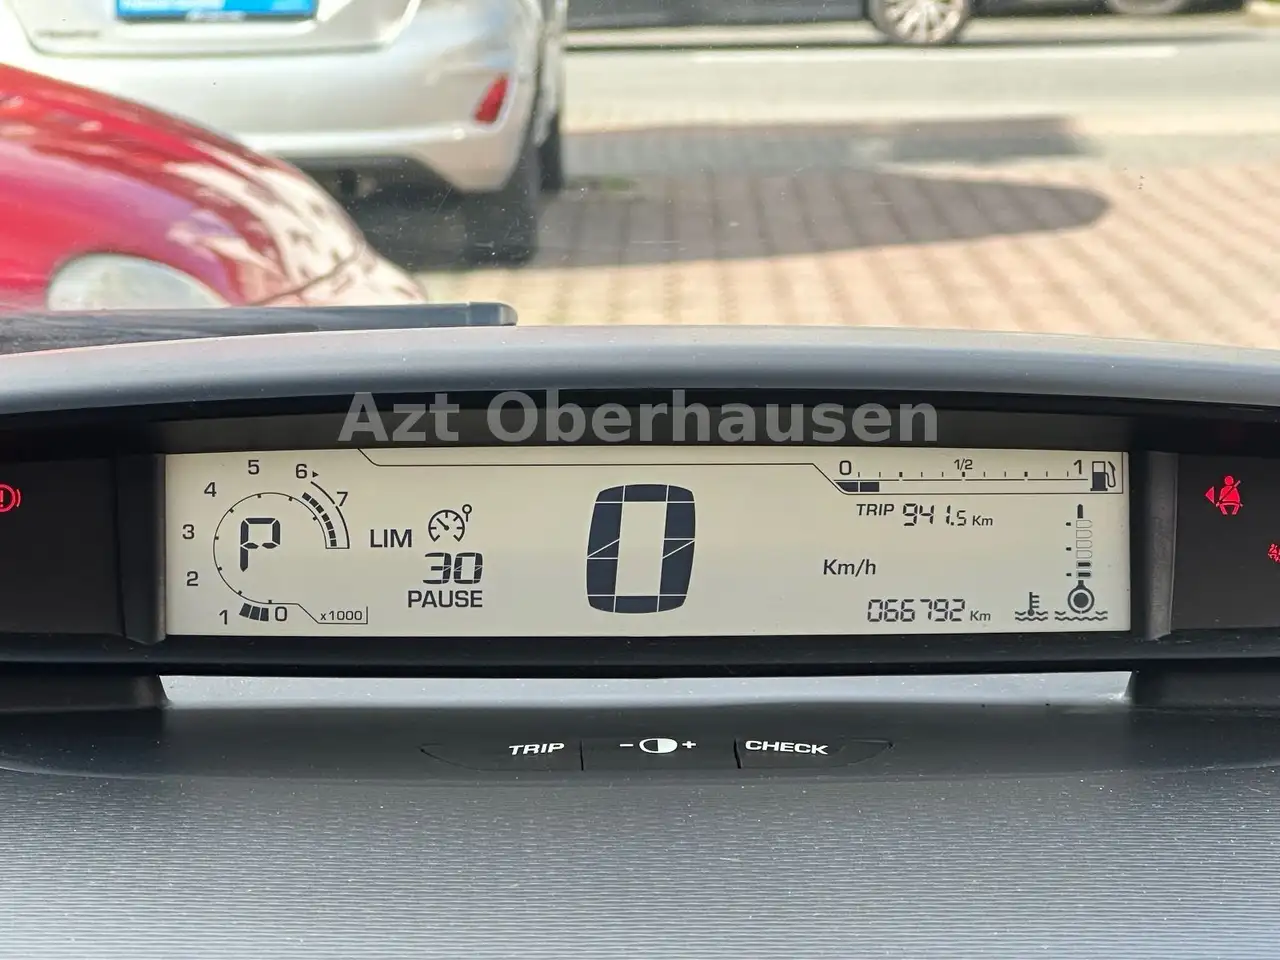 Azt Oberhausen
0 1/2 1
5 6 7
4
3
2
1 0 x1000
P
LIM
30
PAUSE
0
TRIP 941.5 Km
Km/h
066792 Km
TRIP - + CHECK